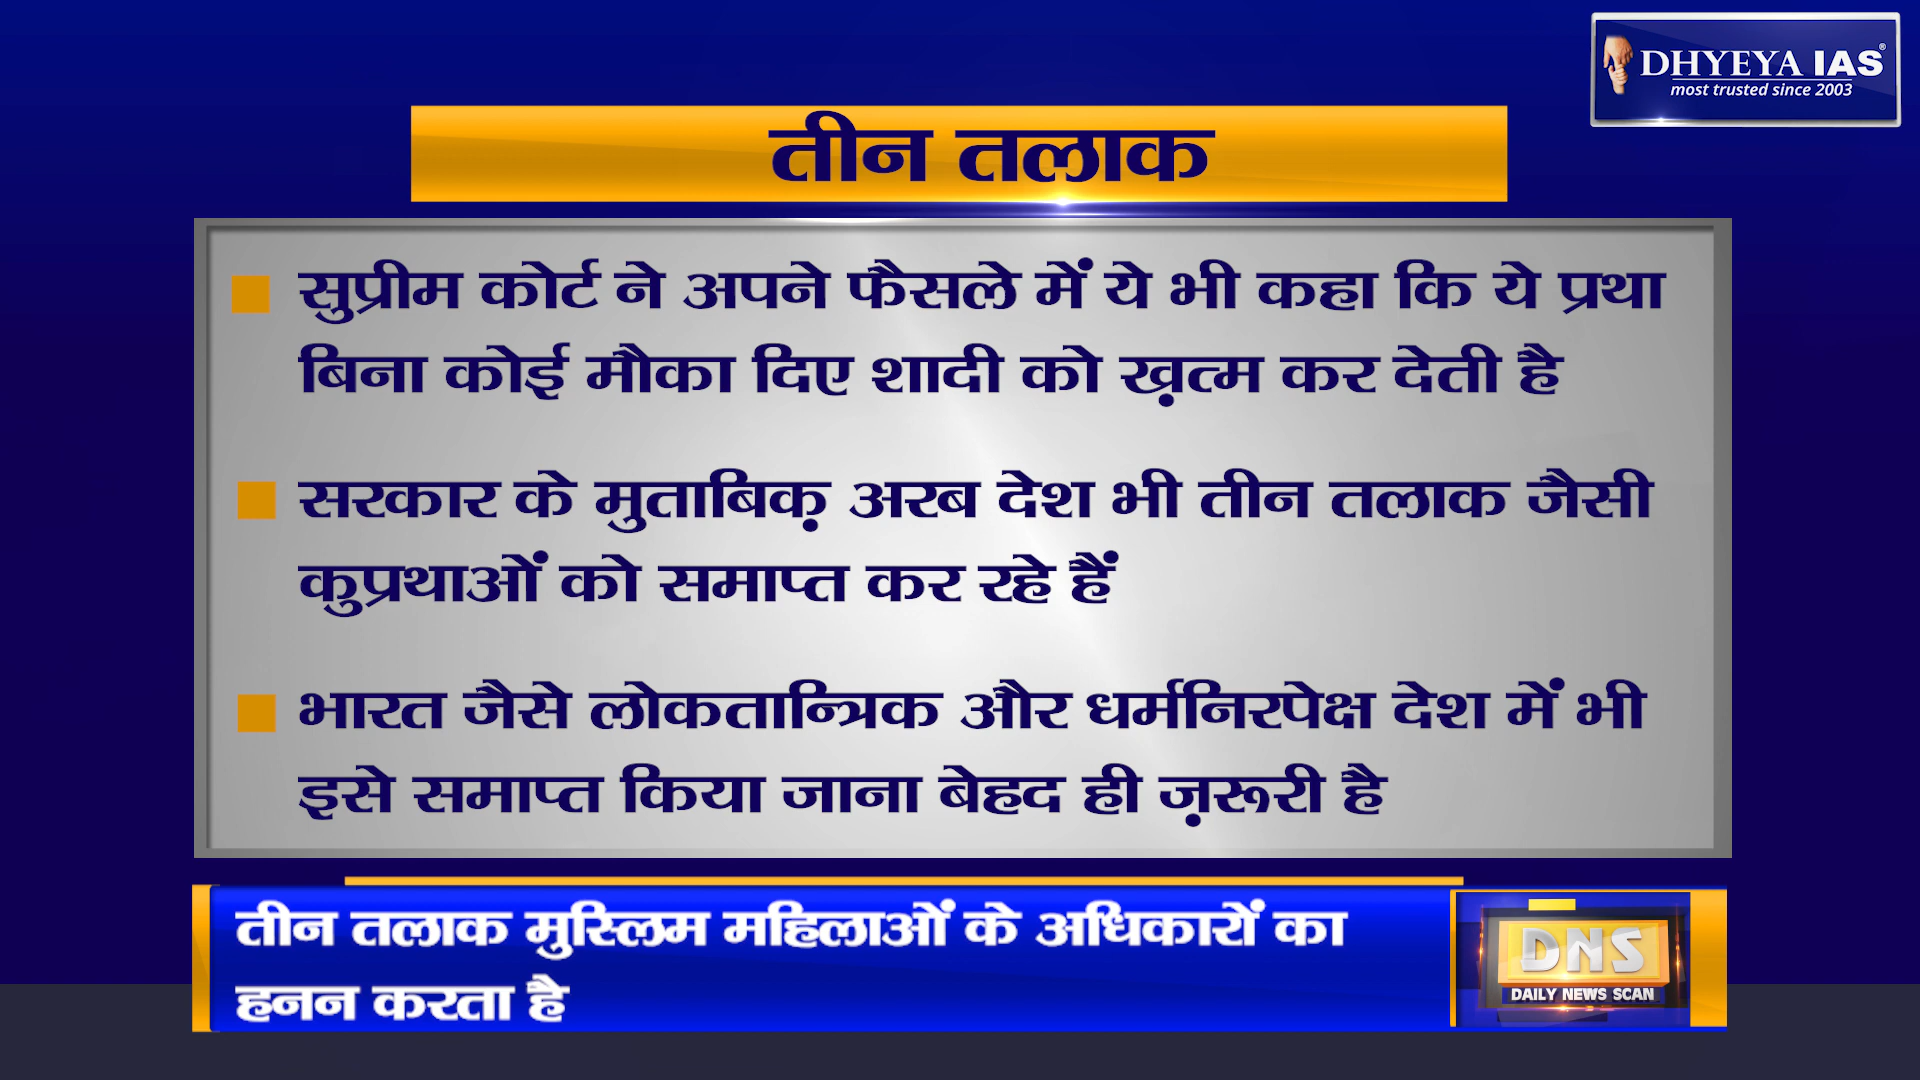 DHYEYA IAS®
most trusted since 2003
तीन तलाक
सुप्रीम कोर्ट ने अपने फैसले में ये भी कहा कि ये प्रथा
बिना कोई मौका दिए शादी को ख़त्म कर देती है
सरकार के मुताबिक़ अरब देश भी तीन तलाक जैसी
कुप्रथाओं को समाप्त कर रहे हैं
भारत जैसे लोकतान्त्रिक और धर्मनिरपेक्ष देश में भी
इसे समाप्त किया जाना बेहद ही ज़रूरी है
तीन तलाक मुस्लिम महिलाओं के अधिकारों का
हनन करता है
DNS
DAILY NEWS SCAN